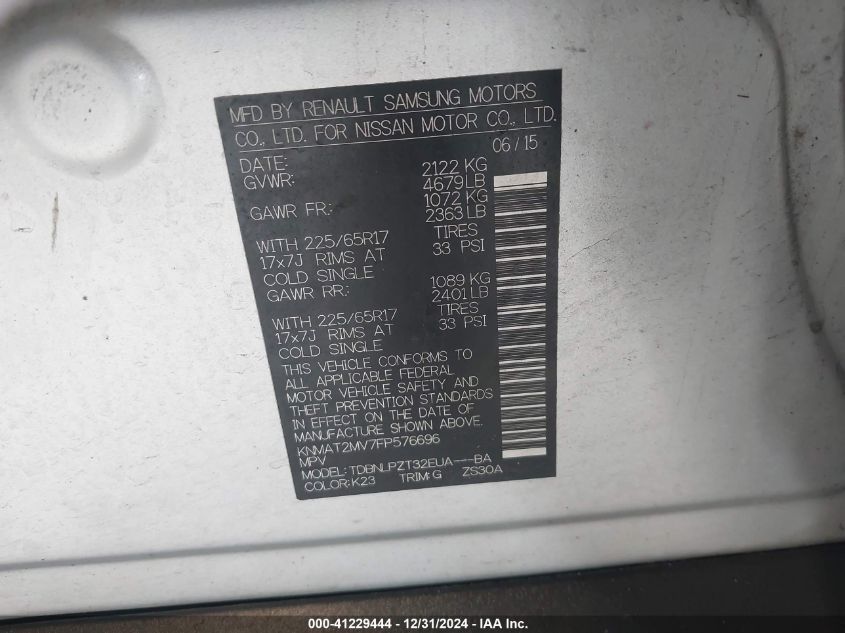 MFD BY RENAULT SAMSUNG MOTORS
CO., LTD. FOR NISSAN MOTOR CO., LTD.
DATE: 06/15
GVWR: 2122 KG
4679LB
GAWR FR.: 1072 KG
2363LB
WITH 225/65R17 TIRES
17x7J RIMS AT 33 PSI
COLD SINGLE
GAWR RR.: 1089 KG
2401LB
WITH 225/65R17 TIRES
17x7J RIMS AT 33 PSI
COLD SINGLE
THIS VEHICLE CONFORMS TO
ALL APPLICABLE FEDERAL
MOTOR VEHICLE SAFETY AND
THEFT PREVENTION STANDARDS
IN EFFECT ON THE DATE OF
MANUFACTURE SHOWN ABOVE.
KNMAT2MV7FP576696
MPV
MODEL: TDBNLPZT32EUA---BA
COLOR:K23 TRIM:G ZS30A
000-41229444 - 12/31/2024 - IAA Inc.